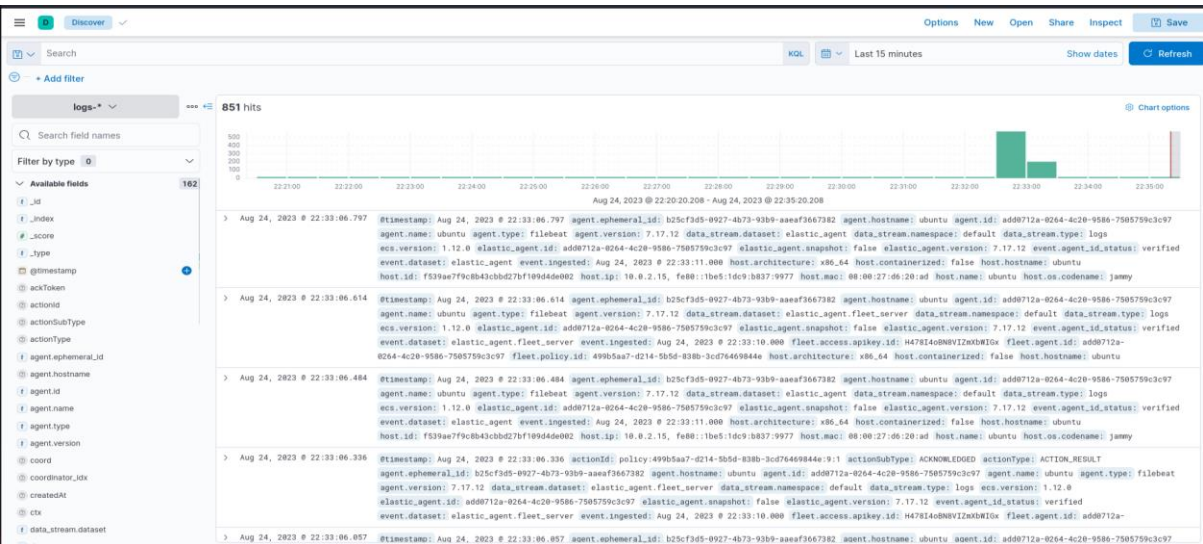 D Discover Options New Open Share Inspect Save
Search KQL Last 15 minutes Show dates Refresh
+ Add filter
logs-*
851 hits
Chart options
Search field names
Filter by type 0
Available fields 162
t _id
t _index
# _score
t _type
@timestamp
ackToken
actionId
actionSubType
actionType
t agent.ephemeral_id
agent.hostname
t agent.id
t agent.name
t agent.type
t agent.version
coord
coordinator_idx
createdAt
ctx
t data_stream.dataset
500
400
300
200
100
0
22:21:00 22:22:00 22:23:00 22:24:00 22:25:00 22:26:00 22:27:00 22:28:00 22:29:00 22:30:00 22:31:00 22:32:00 22:33:00 22:34:00 22:35:00
Aug 24, 2023 @ 22:20:20.208 - Aug 24, 2023 @ 22:35:20.208
Aug 24, 2023 @ 22:33:06.797 @timestamp: Aug 24, 2023 @ 22:33:06.797 agent.ephemeral_id: b25cf3d5-0927-4b73-93b9-aaeaf3667382 agent.hostname: ubuntu agent.id: add0712a-0264-4c20-9586-7505759c3c97
agent.name: ubuntu agent.type: filebeat agent.version: 7.17.12 data_stream.dataset: elastic_agent data_stream.namespace: default data_stream.type: logs
ecs.version: 1.12.0 elastic_agent.id: add0712a-0264-4c20-9586-7505759c3c97 elastic_agent.snapshot: false elastic_agent.version: 7.17.12 event.agent_id_status: verified
event.dataset: elastic_agent event.ingested: Aug 24, 2023 @ 22:33:11.000 host.architecture: x86_64 host.containerized: false host.hostname: ubuntu
host.id: f539ae7f9c8b43cbbd27bf109d4de002 host.ip: 10.0.2.15, fe80::1be5:1dc9:b837:9977 host.mac: 08:00:27:d6:20:ad host.name: ubuntu host.os.codename: jammy
Aug 24, 2023 @ 22:33:06.614 @timestamp: Aug 24, 2023 @ 22:33:06.614 agent.ephemeral_id: b25cf3d5-0927-4b73-93b9-aaeaf3667382 agent.hostname: ubuntu agent.id: add0712a-0264-4c20-9586-7505759c3c97
agent.name: ubuntu agent.type: filebeat agent.version: 7.17.12 data_stream.dataset: elastic_agent.fleet_server data_stream.namespace: default data_stream.type: logs
ecs.version: 1.12.0 elastic_agent.id: add0712a-0264-4c20-9586-7505759c3c97 elastic_agent.snapshot: false elastic_agent.version: 7.17.12 event.agent_id_status: verified
event.dataset: elastic_agent.fleet_server event.ingested: Aug 24, 2023 @ 22:33:10.000 fleet.access.apikey.id: H478I4oBN8VIZmXbWIGx fleet.agent.id: add0712a-
0264-4c20-9586-7505759c3c97 fleet.policy.id: 499b5aa7-d214-5b5d-838b-3cd76469844e host.architecture: x86_64 host.containerized: false host.hostname: ubuntu
Aug 24, 2023 @ 22:33:06.484 @timestamp: Aug 24, 2023 @ 22:33:06.484 agent.ephemeral_id: b25cf3d5-0927-4b73-93b9-aaeaf3667382 agent.hostname: ubuntu agent.id: add0712a-0264-4c20-9586-7505759c3c97
agent.name: ubuntu agent.type: filebeat agent.version: 7.17.12 data_stream.dataset: elastic_agent data_stream.namespace: default data_stream.type: logs
ecs.version: 1.12.0 elastic_agent.id: add0712a-0264-4c20-9586-7505759c3c97 elastic_agent.snapshot: false elastic_agent.version: 7.17.12 event.agent_id_status: verified
event.dataset: elastic_agent event.ingested: Aug 24, 2023 @ 22:33:11.000 host.architecture: x86_64 host.containerized: false host.hostname: ubuntu
host.id: f539ae7f9c8b43cbbd27bf109d4de002 host.ip: 10.0.2.15, fe80::1be5:1dc9:b837:9977 host.mac: 08:00:27:d6:20:ad host.name: ubuntu host.os.codename: jammy
Aug 24, 2023 @ 22:33:06.336 @timestamp: Aug 24, 2023 @ 22:33:06.336 actionId: policy:499b5aa7-d214-5b5d-838b-3cd76469844e:9:1 actionSubType: ACKNOWLEDGED actionType: ACTION_RESULT
agent.ephemeral_id: b25cf3d5-0927-4b73-93b9-aaeaf3667382 agent.hostname: ubuntu agent.id: add0712a-0264-4c20-9586-7505759c3c97 agent.name: ubuntu agent.type: filebeat
agent.version: 7.17.12 data_stream.dataset: elastic_agent.fleet_server data_stream.namespace: default data_stream.type: logs ecs.version: 1.12.0
elastic_agent.id: add0712a-0264-4c20-9586-7505759c3c97 elastic_agent.snapshot: false elastic_agent.version: 7.17.12 event.agent_id_status: verified
event.dataset: elastic_agent.fleet_server event.ingested: Aug 24, 2023 @ 22:33:10.000 fleet.access.apikey.id: H478I4oBN8VIZmXbWIGx fleet.agent.id: add0712a-
Aug 24, 2023 @ 22:33:06.057 @timestamp: Aug 24, 2023 @ 22:33:06.057 agent.ephemeral_id: b25cf3d5-0927-4b73-93b9-aaeaf3667382 agent.hostname: ubuntu agent.id: add0712a-0264-4c20-9586-7505759c3c97